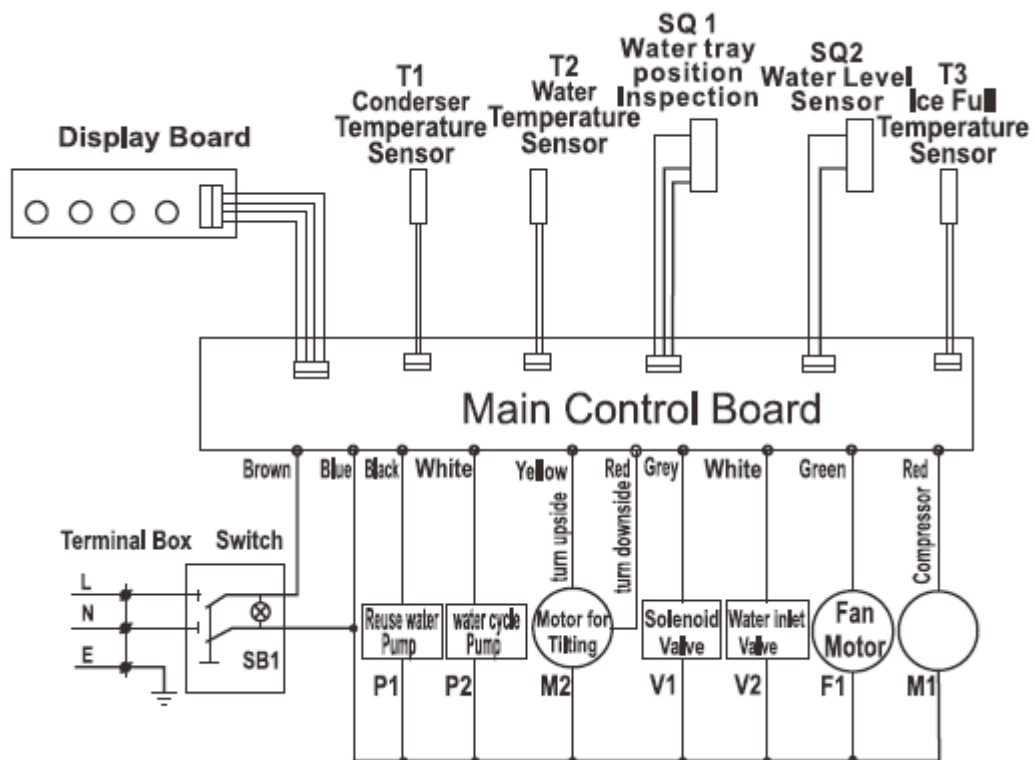 Display Board
T1
Conderser
Temperature
Sensor
T2
Water
Temperature
Sensor
SQ 1
Water tray
position
Inspection
SQ2
Water Level
Sensor
T3
Ice Full
Temperature
Sensor
Main Control Board
Brown
Blue
Black
White
Yellow
Red
Grey
White
Green
Red
turn upside
turn downside
Compressor
Terminal Box
Switch
L
N
E
SB1
Reuse water
Pump
P1
water cycle
Pump
P2
Motor for
Tilting
M2
Solenoid
Valve
V1
Water inlet
Valve
V2
Fan
Motor
F1
M1